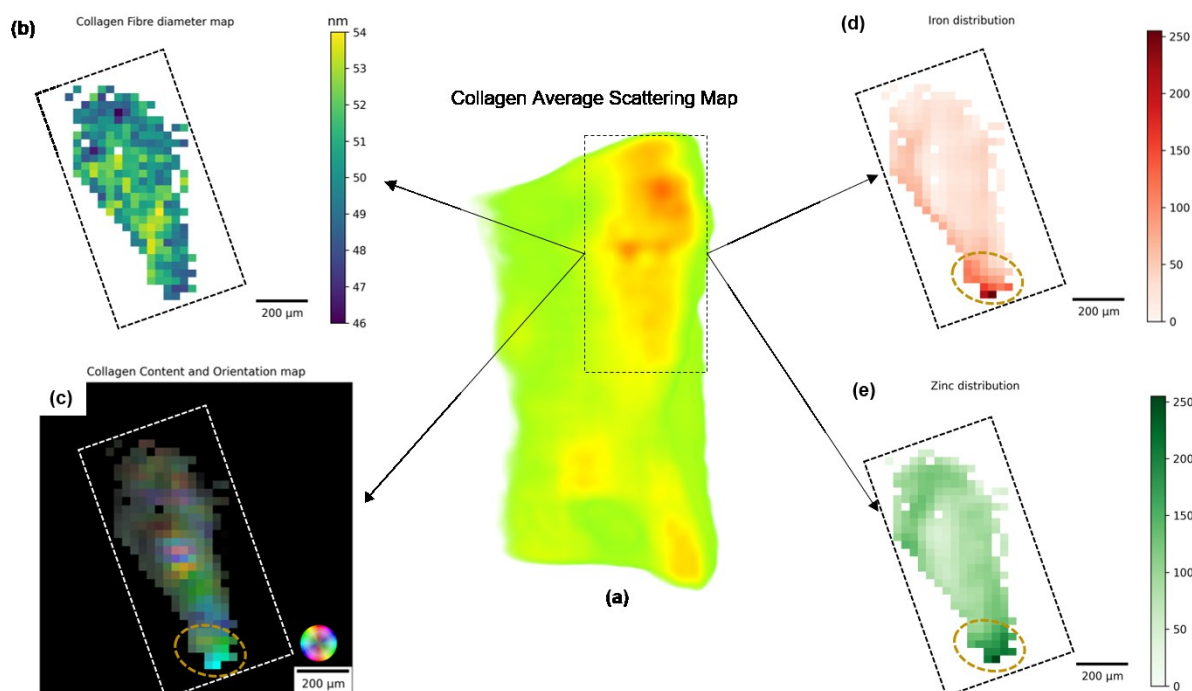 (b)
Collagen Fibre diameter map
nm
54
53
52
51
50
49
48
47
46
200 µm
Collagen Average Scattering Map
(a)
(d)
Iron distribution
250
200
150
100
50
0
200 µm
Collagen Content and Orientation map
(c)
200 µm
(e)
Zinc distribution
250
200
150
100
50
0
200 µm